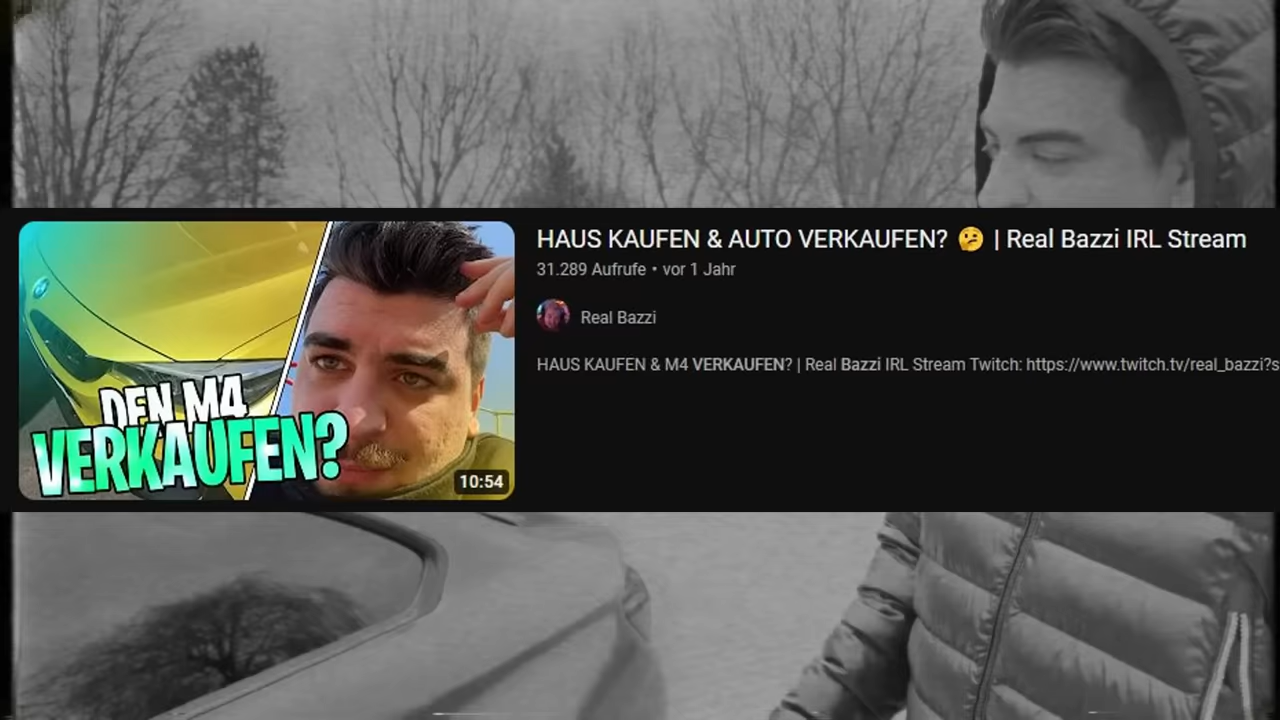 DEN M4
VERKAUFEN?
10:54
HAUS KAUFEN & AUTO VERKAUFEN? 🤔 | Real Bazzi IRL Stream
31.289 Aufrufe • vor 1 Jahr
Real Bazzi
HAUS KAUFEN & M4 VERKAUFEN? | Real Bazzi IRL Stream Twitch: https://www.twitch.tv/real_bazzi?s